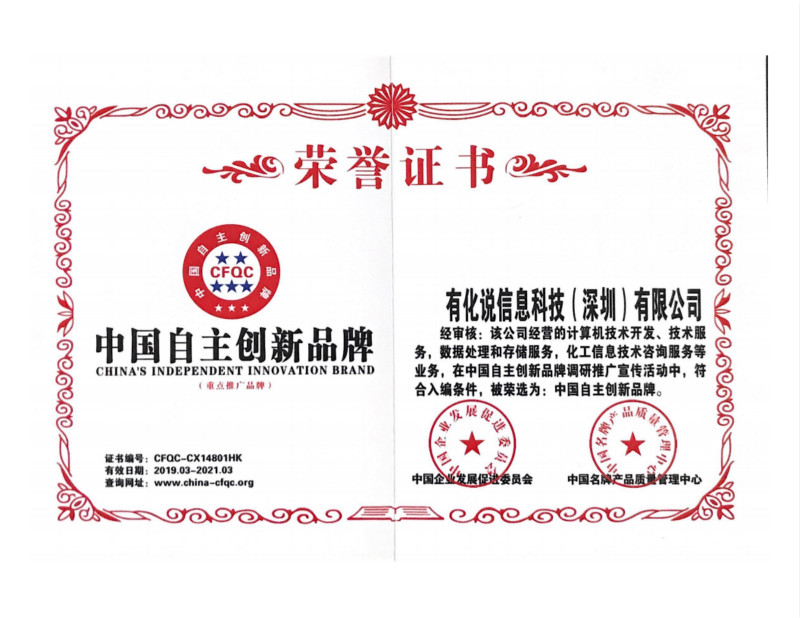 荣誉证书
中国自主创新品牌
CFQC
中国自主创新品牌
CHINA'S INDEPENDENT INNOVATION BRAND
（重点推广品牌）
证书编号：CFQC-CX14801HK
有效日期：2019.03-2021.03
查询网址：www.china-cfqc.org
有化说信息科技（深圳）有限公司
经审核：该公司经营的计算机技术开发、技术服
务，数据处理和存储服务，化工信息技术咨询服务等
业务，在中国自主创新品牌调研推广宣传活动中，符
合入编条件，被荣选为：中国自主创新品牌。
中国企业发展促进委员会
中国名牌产品质量管理中心
中国企业发展促进委员会
中国名牌产品质量管理中心